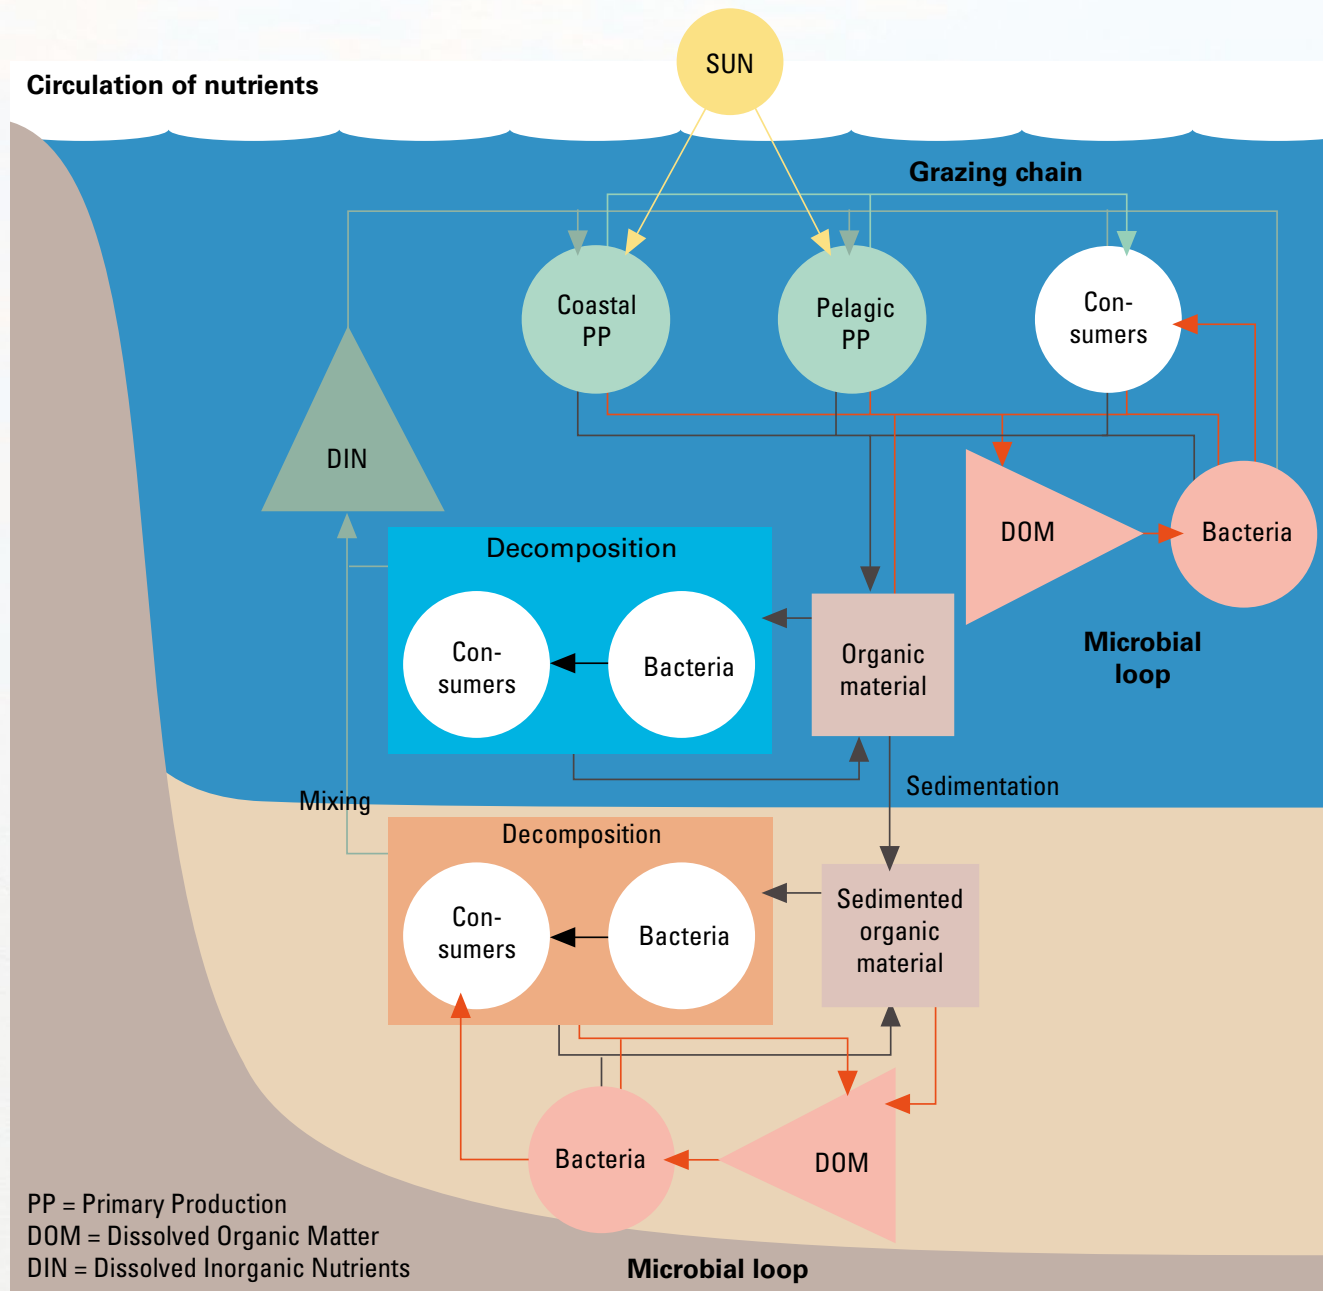 SUN
Circulation of nutrients
Grazing chain
Coastal
PP
Pelagic
PP
Con-
sumers
DIN
DOM
Bacteria
Decomposition
Con-
sumers
Bacteria
Organic
material
Microbial
loop
Sedimentation
Mixing
Decomposition
Con-
sumers
Bacteria
Sedimented
organic
material
Bacteria
DOM
PP = Primary Production
DOM = Dissolved Organic Matter
DIN = Dissolved Inorganic Nutrients
Microbial loop